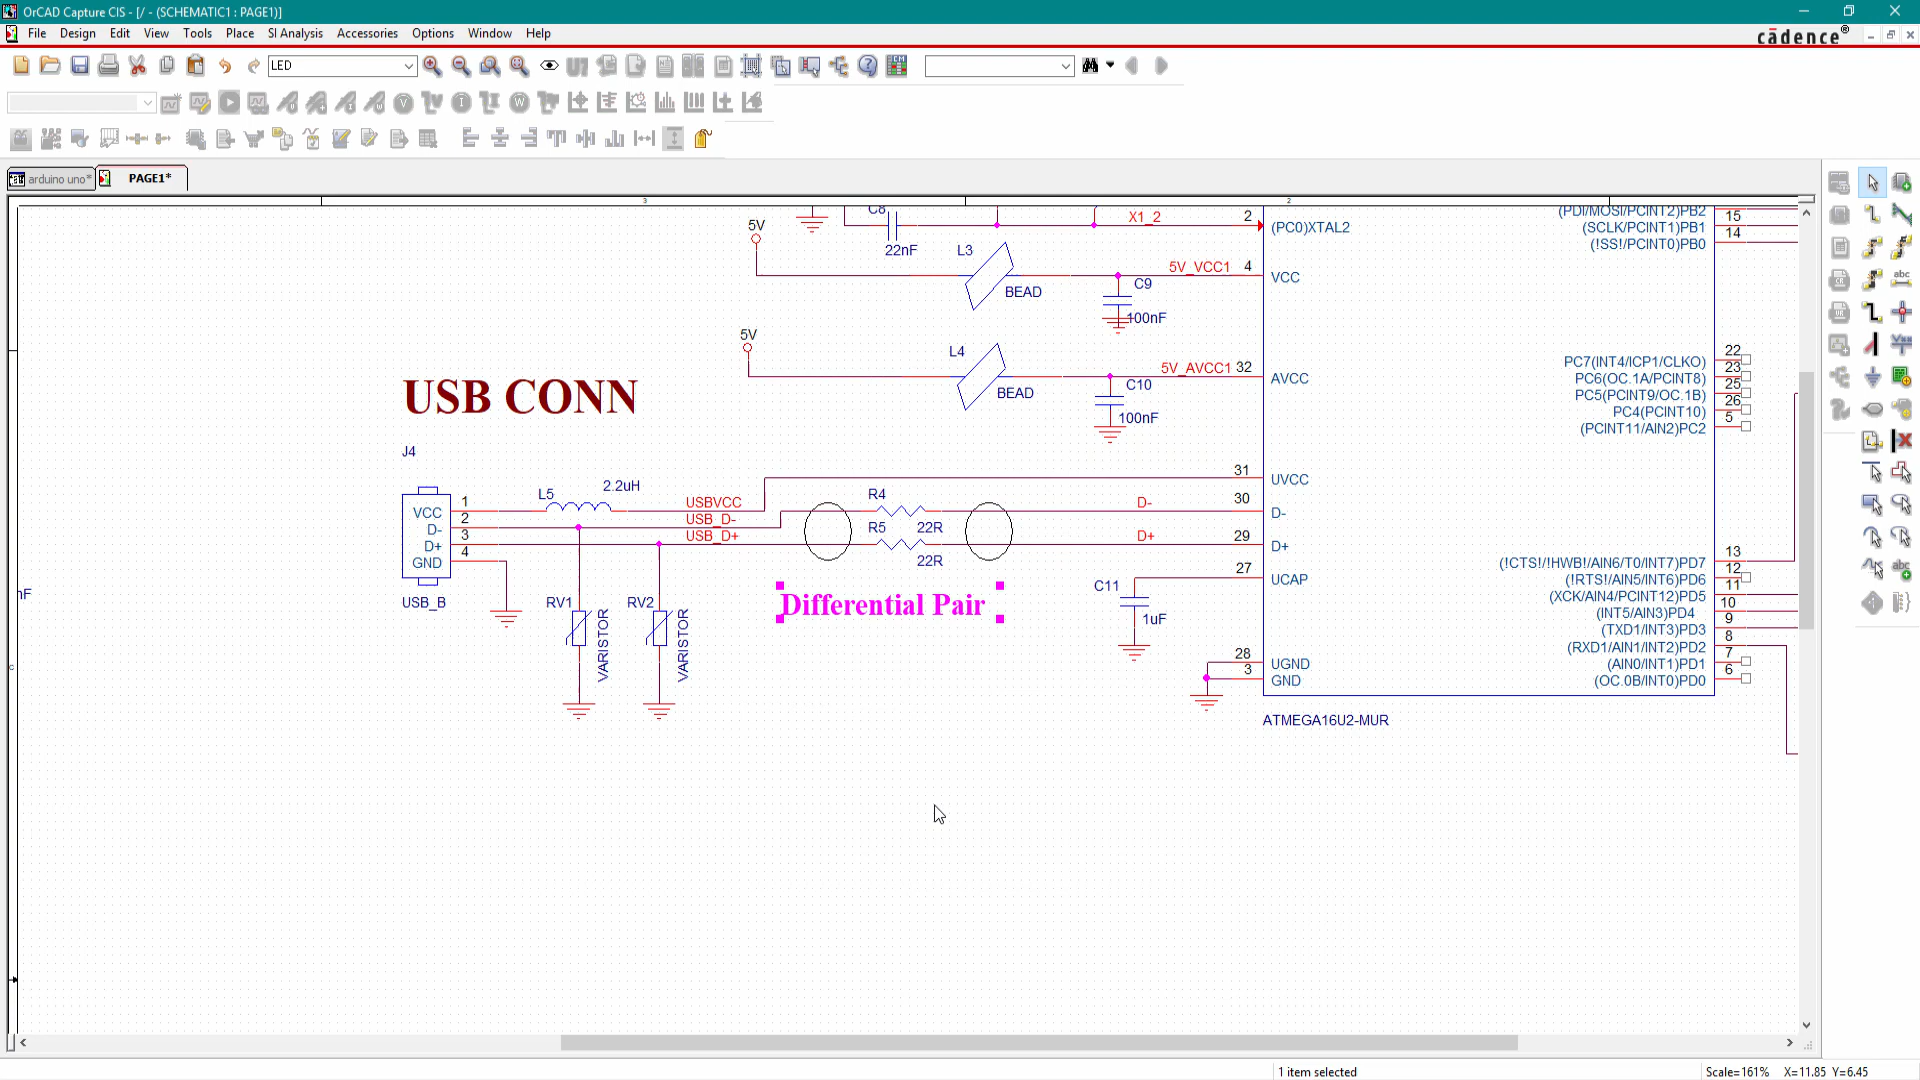 OrCAD Capture CIS - [/ - (SCHEMATIC1 : PAGE1)]
File Design Edit View Tools Place SI Analysis Accessories Options Window Help
cādence®
LED
arduino uno*
PAGE1*
3
2
C8
22nF
X1_2
2
(PC0)XTAL2
(PDI/MOSI/PCINT2)PB2
15
(SCLK/PCINT1)PB1
14
(!SS!/PCINT0)PB0
5V
L3
BEAD
5V_VCC1
4
VCC
C9
100nF
5V
L4
BEAD
5V_AVCC1
32
AVCC
C10
100nF
PC7(INT4/ICP1/CLKO)
22
PC6(OC.1A/PCINT8)
23
PC5(PCINT9/OC.1B)
25
PC4(PCINT10)
26
(PCINT11/AIN2)PC2
5
USB CONN
J4
VCC
1
D-
2
D+
3
GND
4
USB_B
L5
2.2uH
USBVCC
USB_D-
USB_D+
R4
22R
R5
22R
31
UVCC
D-
30
D-
D+
29
D+
27
UCAP
C11
1uF
Differential Pair
RV1
VARISTOR
RV2
VARISTOR
28
UGND
3
GND
(!CTS!/!HWB!/AIN6/T0/INT7)PD7
13
(!RTS!/AIN5/INT6)PD6
12
(XCK/AIN4/PCINT12)PD5
11
(INT5/AIN3)PD4
10
(TXD1/INT3)PD3
9
(RXD1/AIN1/INT2)PD2
8
(AIN0/INT1)PD1
7
(OC.0B/INT0)PD0
6
ATMEGA16U2-MUR
1 item selected
Scale=161% X=11.85 Y=6.45